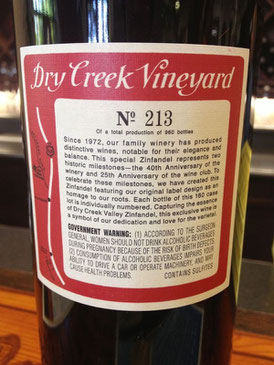 Dry Creek Vineyard
Nº 213
Of a total production of 960 bottles
Since 1972, our family winery has produced
distinctive wines, notable for their elegance and
balance. This special Zinfandel represents two
historic milestones—the 40th Anniversary of the
winery and 25th Anniversary of the wine club. To
celebrate these milestones, we have created this
Zinfandel featuring our original label design as an
homage to our roots. Each bottle of this 160 case
lot is individually numbered. Capturing the essence
of Dry Creek Valley Zinfandel, this exclusive wine is
a symbol of our dedication and love for the varietal.
GOVERNMENT WARNING: (1) ACCORDING TO THE SURGEON
GENERAL, WOMEN SHOULD NOT DRINK ALCOHOLIC BEVERAGES
DURING PREGNANCY BECAUSE OF THE RISK OF BIRTH DEFECTS.
(2) CONSUMPTION OF ALCOHOLIC BEVERAGES IMPAIRS YOUR
ABILITY TO DRIVE A CAR OR OPERATE MACHINERY, AND MAY
CAUSE HEALTH PROBLEMS. CONTAINS SULFITES